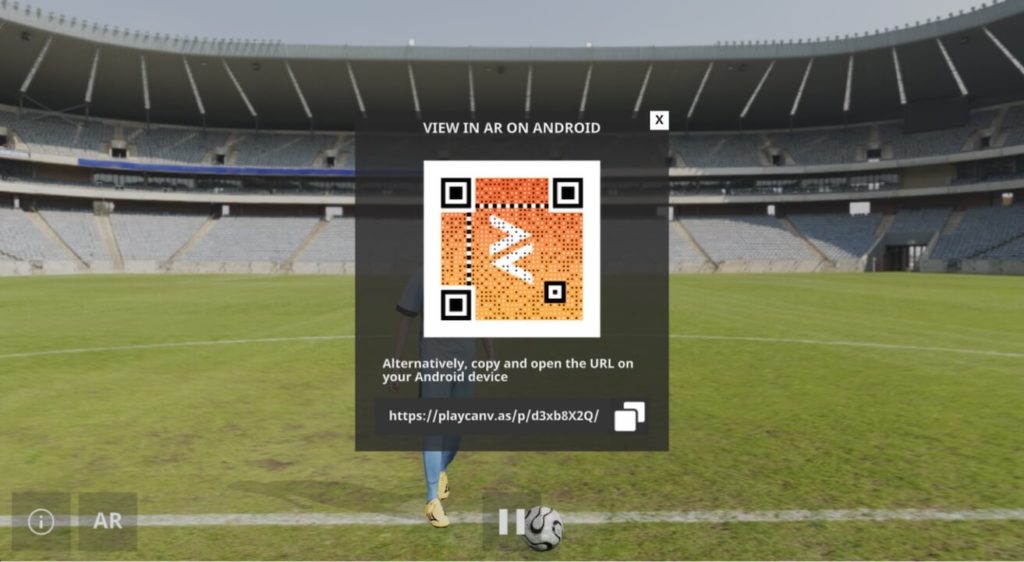 VIEW IN AR ON ANDROID
X
Alternatively, copy and open the URL on
your Android device
https://playcanv.as/p/d3xb8X2Q/
AR